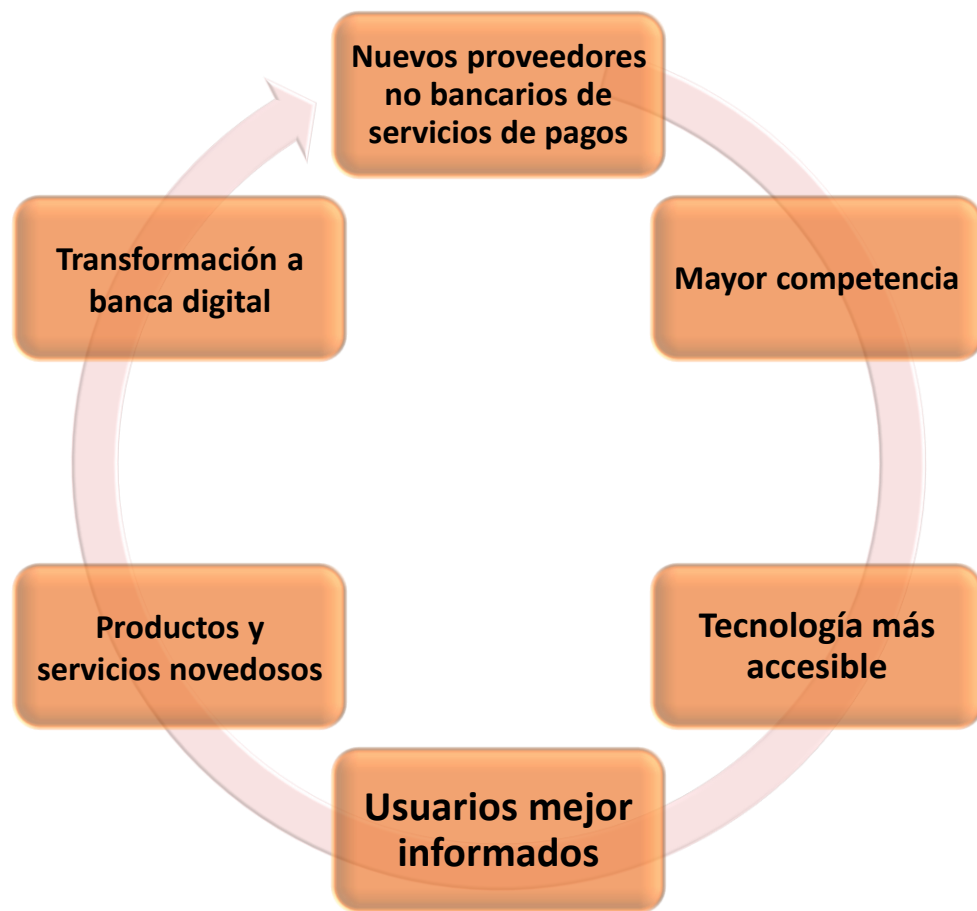 Nuevos proveedores
no bancarios de
servicios de pagos
Mayor competencia
Tecnología más
accesible
Usuarios mejor
informados
Productos y
servicios novedosos
Transformación a
banca digital